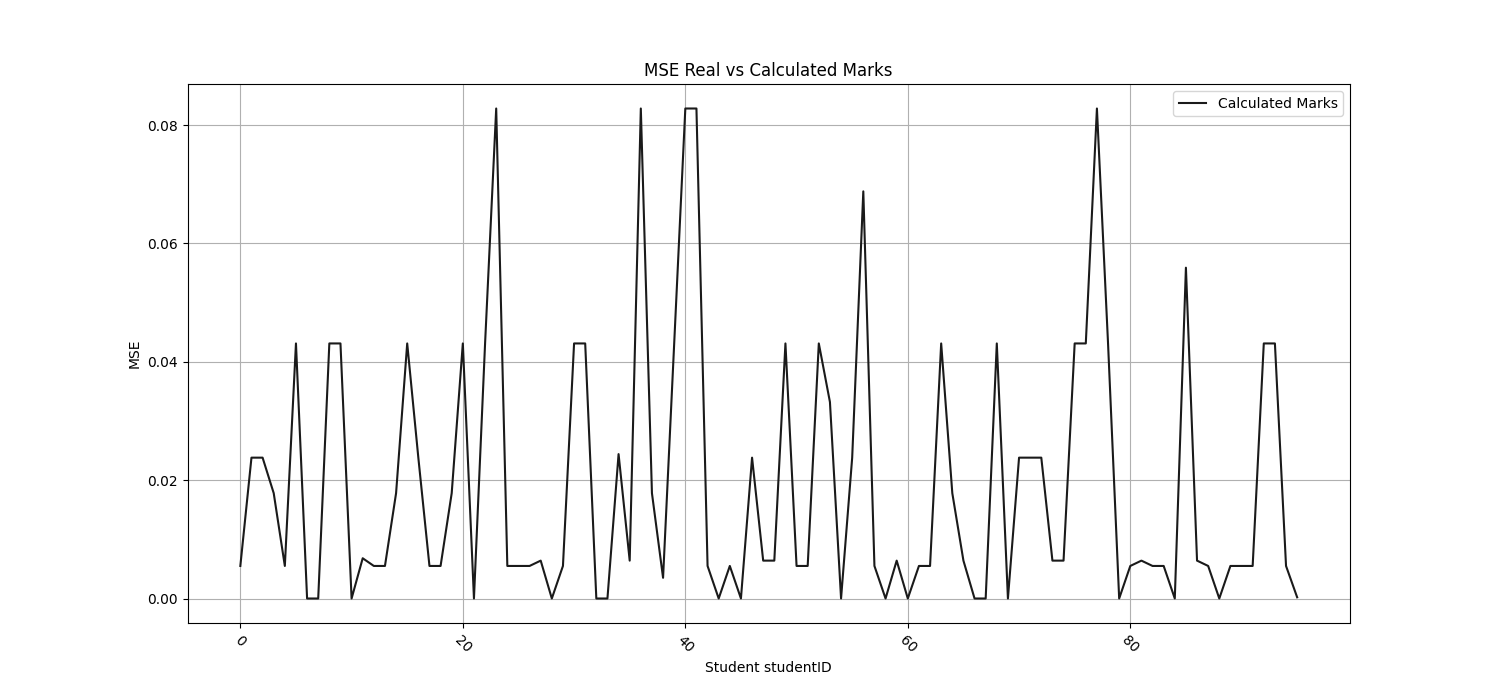 MSE Real vs Calculated Marks
Calculated Marks
0.08
0.06
0.04
0.02
0.00
MSE
0
20
40
60
80
Student studentID